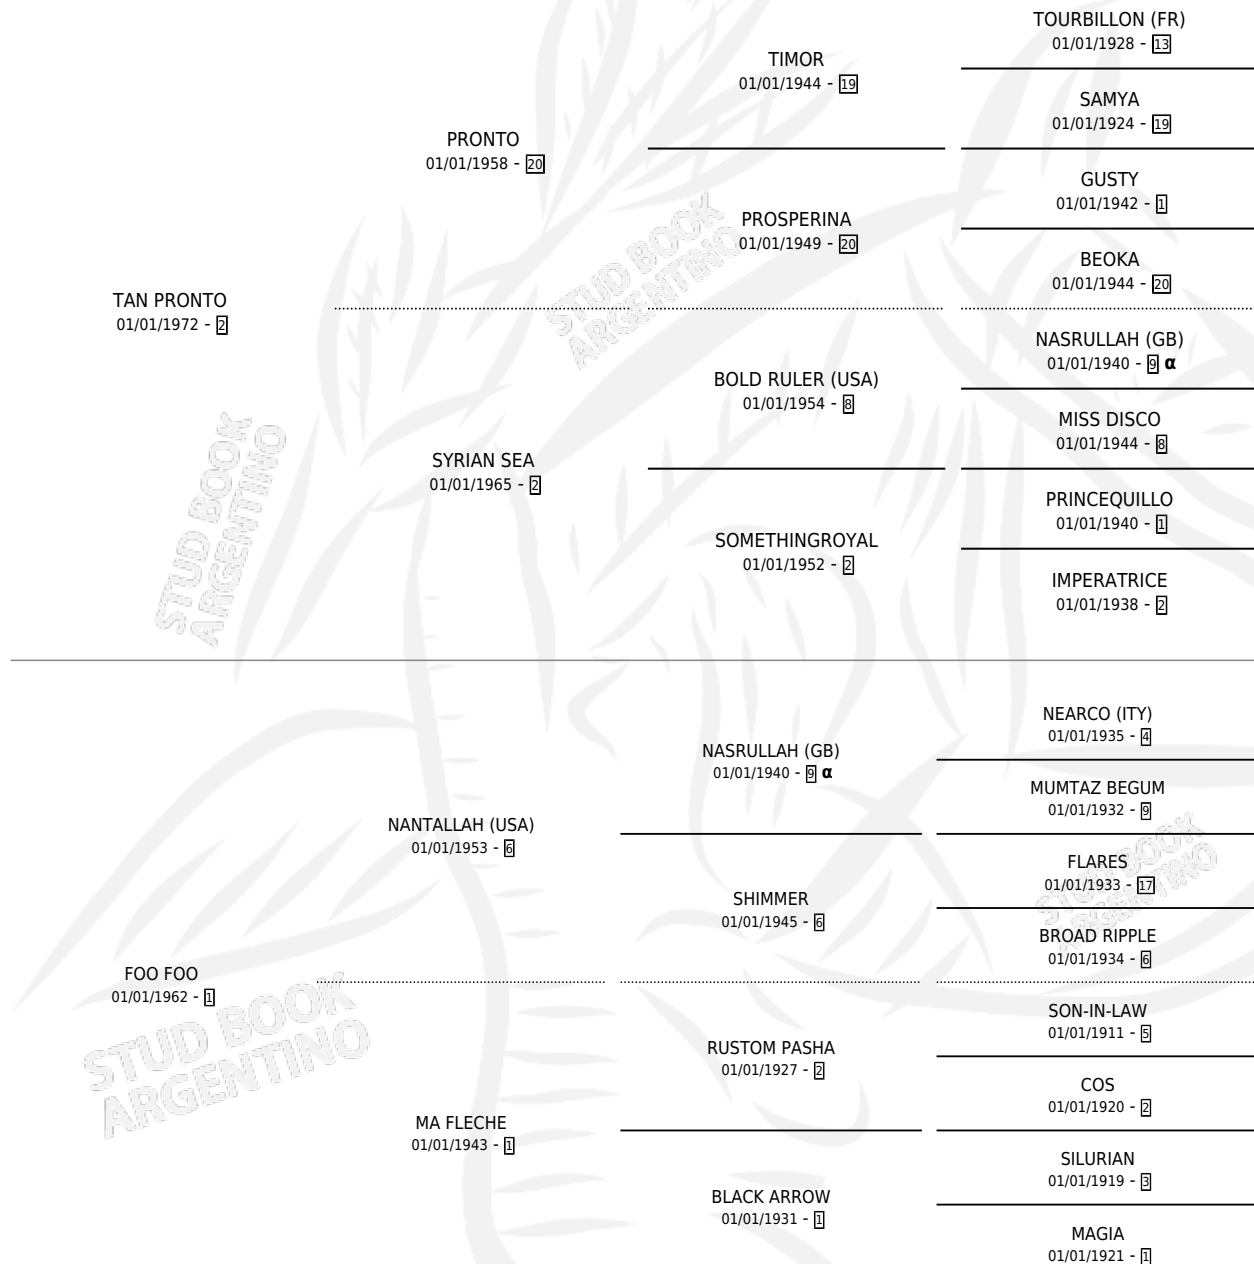 TOURBILLON (FR)
01/01/1928 - 13
TIMOR
01/01/1944 - 19
SAMYA
01/01/1924 - 19
PRONTO
01/01/1958 - 20
GUSTY
01/01/1942 - 1
PROSPERINA
01/01/1949 - 20
BEOKA
01/01/1944 - 20
TAN PRONTO
01/01/1972 - 2
NASRULLAH (GB)
01/01/1940 - 9 α
BOLD RULER (USA)
01/01/1954 - 8
MISS DISCO
01/01/1944 - 8
SYRIAN SEA
01/01/1965 - 2
PRINCEQUILLO
01/01/1940 - 1
SOMETHINGROYAL
01/01/1952 - 2
IMPERATRICE
01/01/1938 - 2
NEARCO (ITY)
01/01/1935 - 4
NASRULLAH (GB)
01/01/1940 - 9 α
MUMTAZ BEGUM
01/01/1932 - 9
NANTALLAH (USA)
01/01/1953 - 6
FLARES
01/01/1933 - 17
SHIMMER
01/01/1945 - 6
BROAD RIPPLE
01/01/1934 - 6
FOO FOO
01/01/1962 - 1
SON-IN-LAW
01/01/1911 - 5
RUSTOM PASHA
01/01/1927 - 2
COS
01/01/1920 - 2
MA FLECHE
01/01/1943 - 1
SILURIAN
01/01/1919 - 3
BLACK ARROW
01/01/1931 - 1
MAGIA
01/01/1921 - 1
STUD BOOK
ARGENTINO
STUD BOOK
ARGENTINO
STUD BOOK
ARGENTINO
STUD BOOK
ARGENTINO